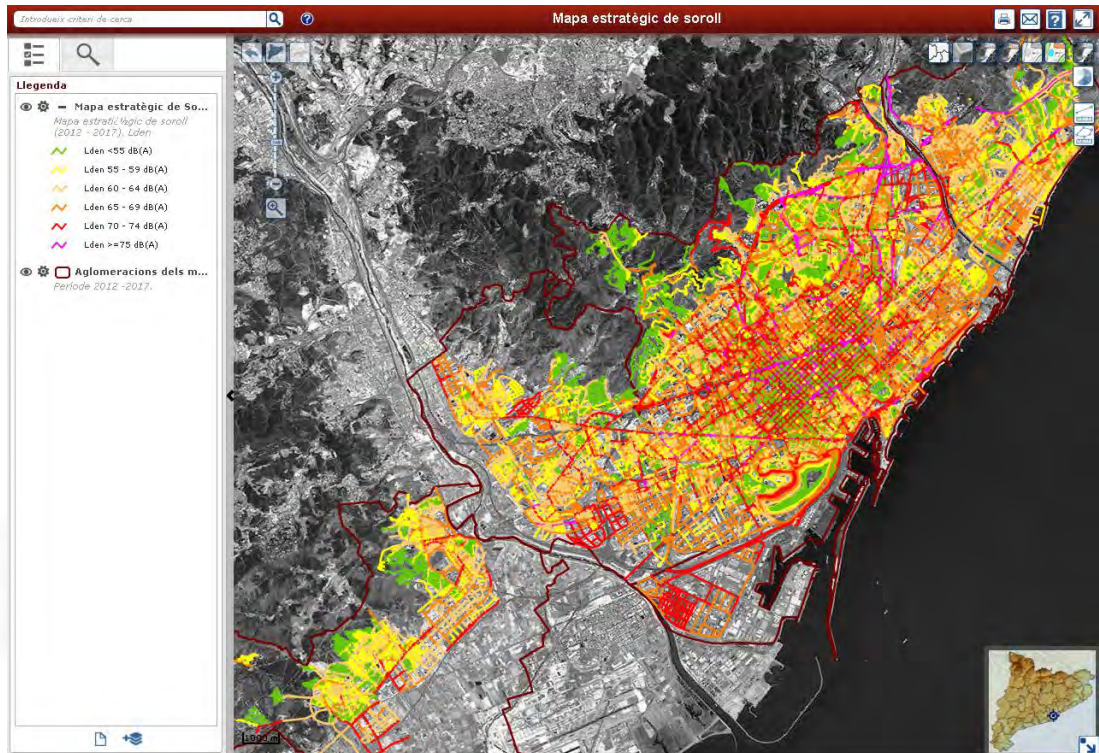 Introdueix criteri de cerca
Mapa estratègic de soroll
Llegenda
Mapa estratègic de So...
Mapa estratègic de soroll
(2012 - 2017). Lden
Lden <55 dB(A)
Lden 55 - 59 dB(A)
Lden 60 - 64 dB(A)
Lden 65 - 69 dB(A)
Lden 70 - 74 dB(A)
Lden >=75 dB(A)
Aglomeracions dels m...
Període 2012 -2017.